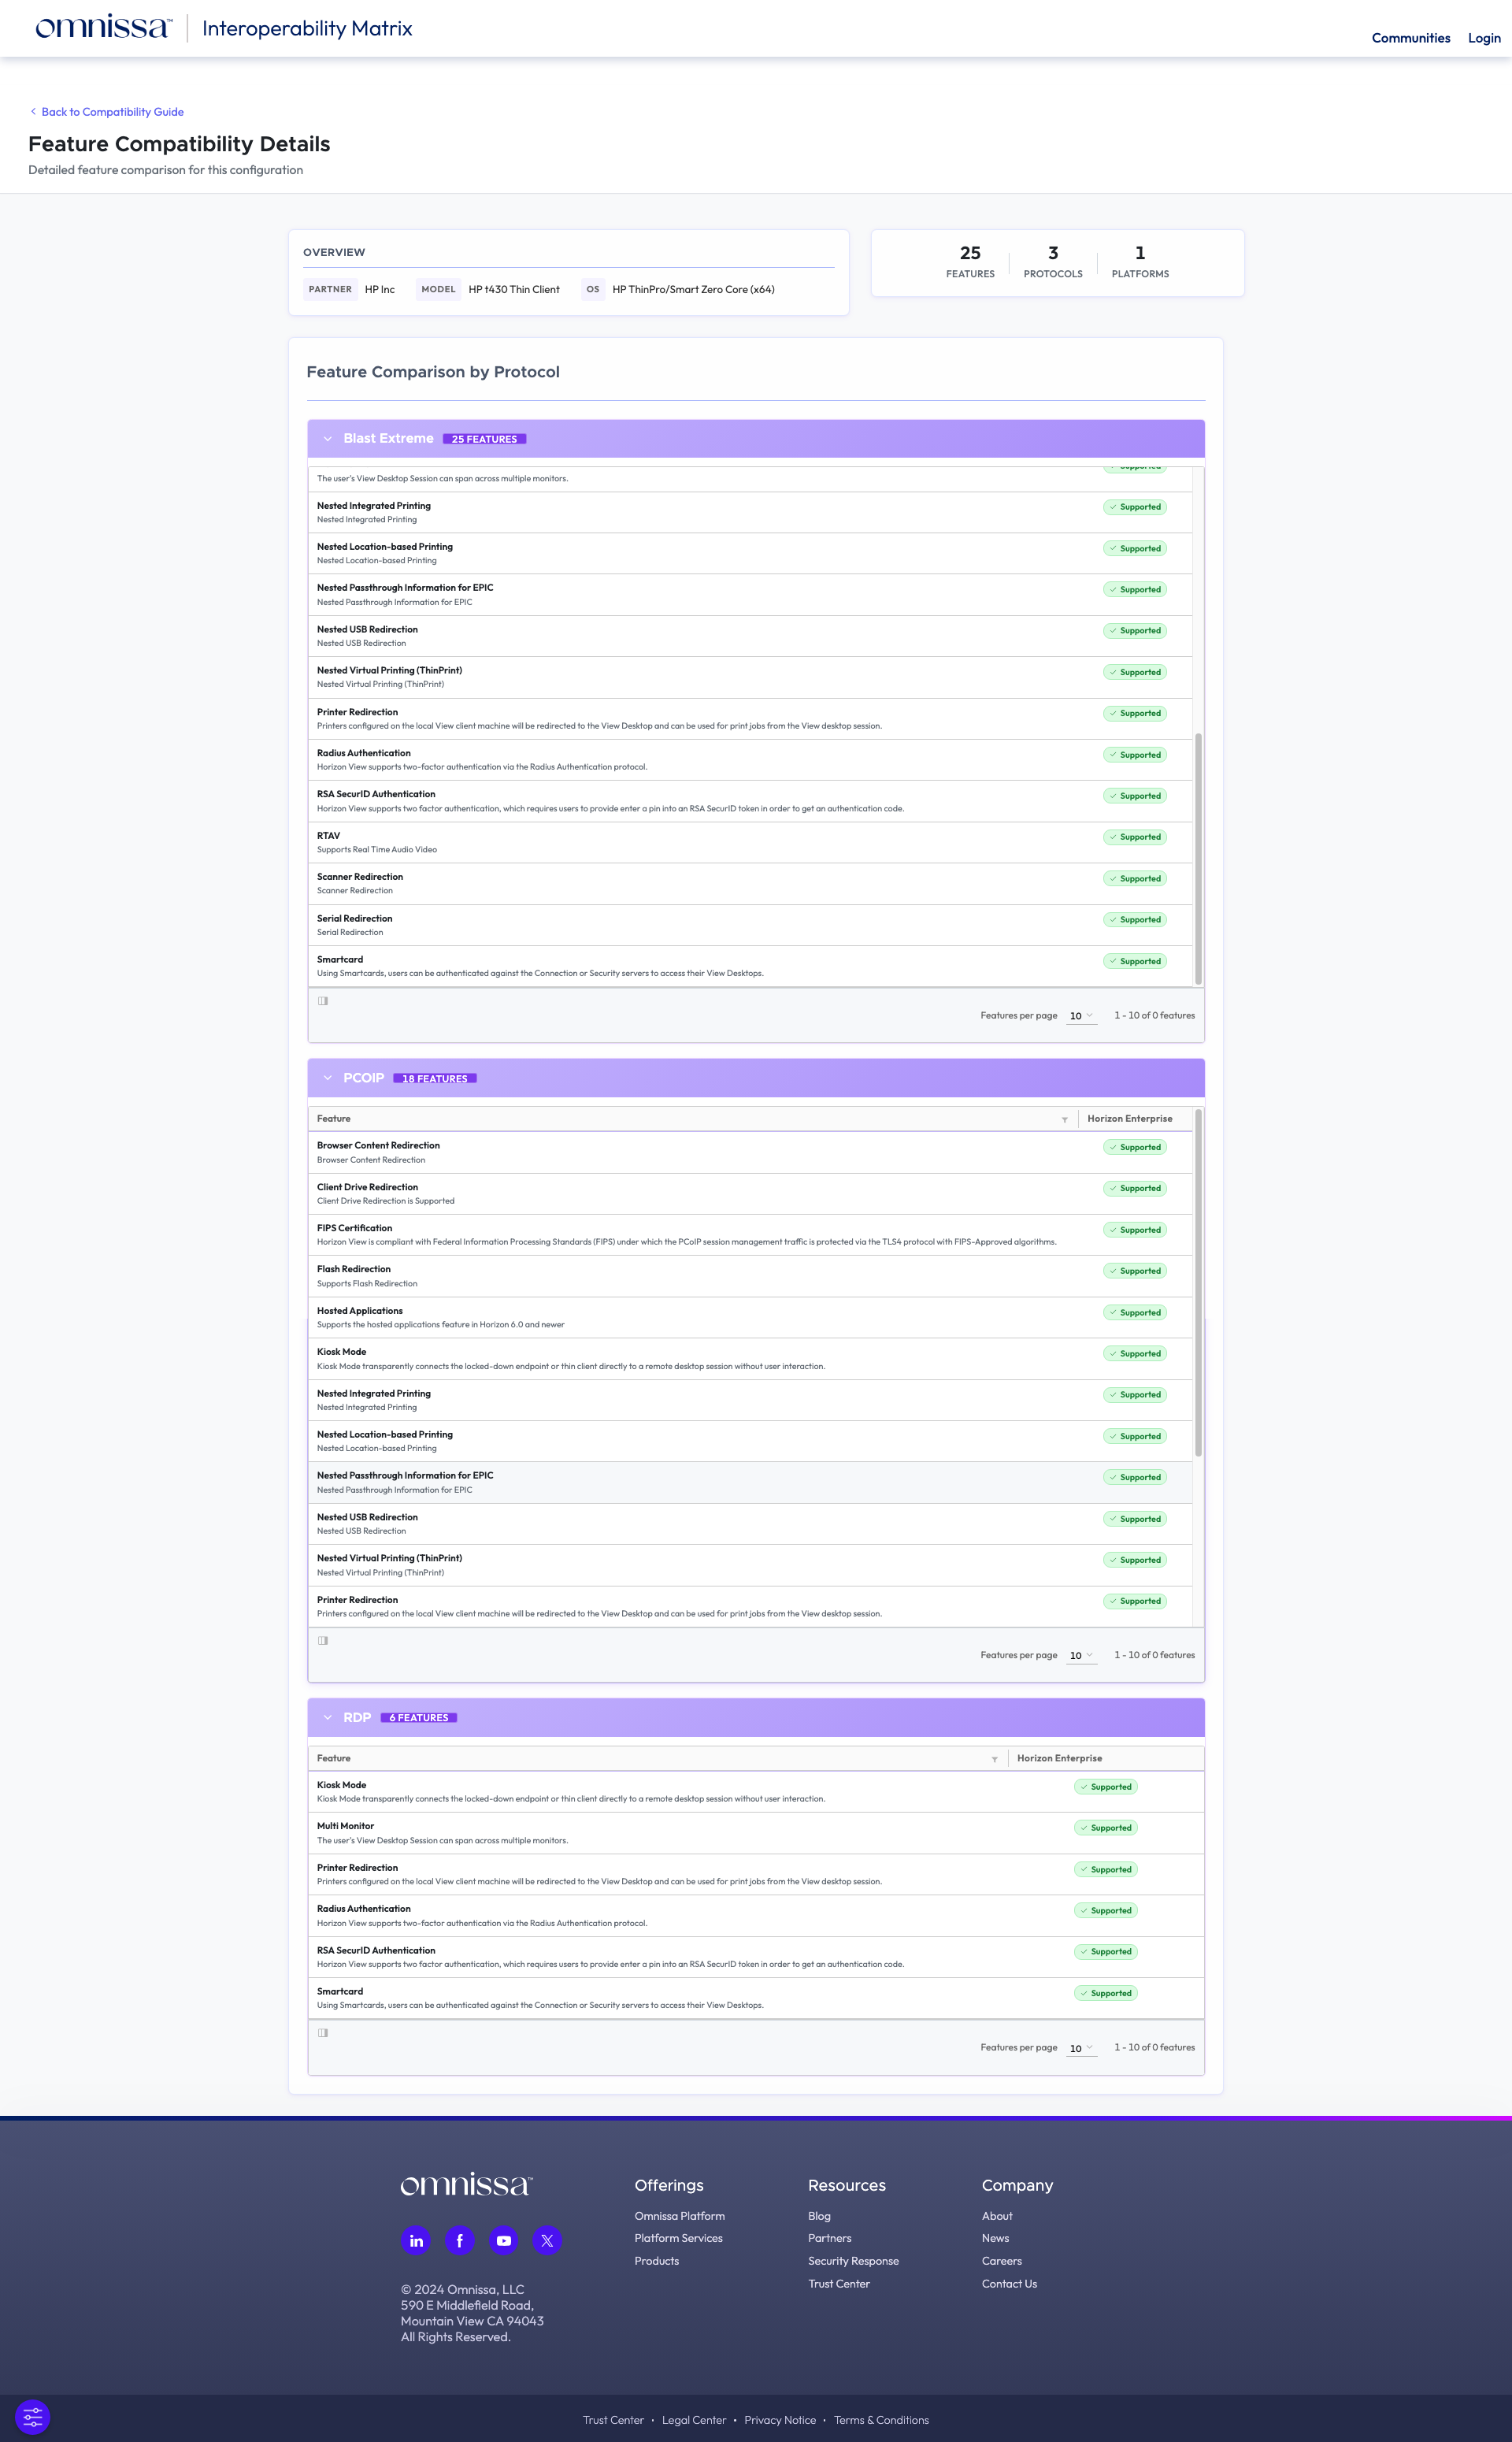 omnissa™
Interoperability Matrix
Communities
Login
Back to Compatibility Guide
Feature Compatibility Details
Detailed feature comparison for this configuration
OVERVIEW
PARTNER HP Inc MODEL HP t430 Thin Client OS HP ThinPro/Smart Zero Core (x64)
25 3 1
FEATURES PROTOCOLS PLATFORMS
Feature Comparison by Protocol
Blast Extreme 25 FEATURES
Supported
The user's View Desktop Session can span across multiple monitors.
Nested Integrated Printing Supported
Nested Integrated Printing
Nested Location-based Printing Supported
Nested Location-based Printing
Nested Passthrough Information for EPIC Supported
Nested Passthrough Information for EPIC
Nested USB Redirection Supported
Nested USB Redirection
Nested Virtual Printing (ThinPrint) Supported
Nested Virtual Printing (ThinPrint)
Printer Redirection Supported
Printers configured on the local View client machine will be redirected to the View Desktop and can be used for print jobs from the View desktop session.
Radius Authentication Supported
Horizon View supports two-factor authentication via the Radius Authentication protocol.
RSA SecurID Authentication Supported
Horizon View supports two factor authentication, which requires users to provide enter a pin into an RSA SecurID token in order to get an authentication code.
RTAV Supported
Supports Real Time Audio Video
Scanner Redirection Supported
Scanner Redirection
Serial Redirection Supported
Serial Redirection
Smartcard Supported
Using Smartcards, users can be authenticated against the Connection or Security servers to access their View Desktops.
Features per page 10 1 - 10 of 0 features
PCOIP 18 FEATURES
Feature Horizon Enterprise
Browser Content Redirection Supported
Browser Content Redirection
Client Drive Redirection Supported
Client Drive Redirection is Supported
FIPS Certification Supported
Horizon View is compliant with Federal Information Processing Standards (FIPS) under which the PCoIP session management traffic is protected via the TLS4 protocol with FIPS-Approved algorithms.
Flash Redirection Supported
Supports Flash Redirection
Hosted Applications Supported
Supports the hosted applications feature in Horizon 6.0 and newer
Kiosk Mode Supported
Kiosk Mode transparently connects the locked-down endpoint or thin client directly to a remote desktop session without user interaction.
Nested Integrated Printing Supported
Nested Integrated Printing
Nested Location-based Printing Supported
Nested Location-based Printing
Nested Passthrough Information for EPIC Supported
Nested Passthrough Information for EPIC
Nested USB Redirection Supported
Nested USB Redirection
Nested Virtual Printing (ThinPrint) Supported
Nested Virtual Printing (ThinPrint)
Printer Redirection Supported
Printers configured on the local View client machine will be redirected to the View Desktop and can be used for print jobs from the View desktop session.
Features per page 10 1 - 10 of 0 features
RDP 6 FEATURES
Feature Horizon Enterprise
Kiosk Mode Supported
Kiosk Mode transparently connects the locked-down endpoint or thin client directly to a remote desktop session without user interaction.
Multi Monitor Supported
The user's View Desktop Session can span across multiple monitors.
Printer Redirection Supported
Printers configured on the local View client machine will be redirected to the View Desktop and can be used for print jobs from the View desktop session.
Radius Authentication Supported
Horizon View supports two-factor authentication via the Radius Authentication protocol.
RSA SecurID Authentication Supported
Horizon View supports two factor authentication, which requires users to provide enter a pin into an RSA SecurID token in order to get an authentication code.
Smartcard Supported
Using Smartcards, users can be authenticated against the Connection or Security servers to access their View Desktops.
Features per page 10 1 - 10 of 0 features
omnissa™
© 2024 Omnissa, LLC
590 E Middlefield Road,
Mountain View CA 94043
All Rights Reserved.
Offerings
Omnissa Platform
Platform Services
Products
Resources
Blog
Partners
Security Response
Trust Center
Company
About
News
Careers
Contact Us
Trust Center • Legal Center • Privacy Notice • Terms & Conditions